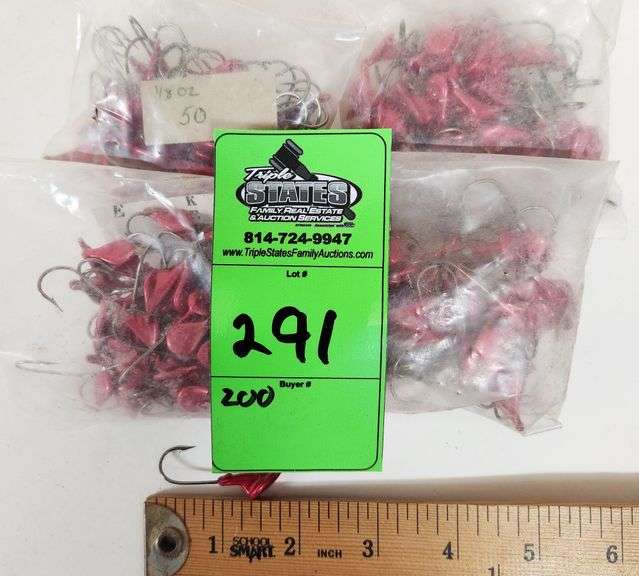 1/8 oz
50
E K
Triple
STATES
FAMILY, REAL ESTATE
& AUCTION SERVICES
814-724-9947
www.TripleStatesFamilyAuctions.com
Lot #
291
Buyer #
200
1 SCHOOL SMART 2 INCH 3 4 5 6
1